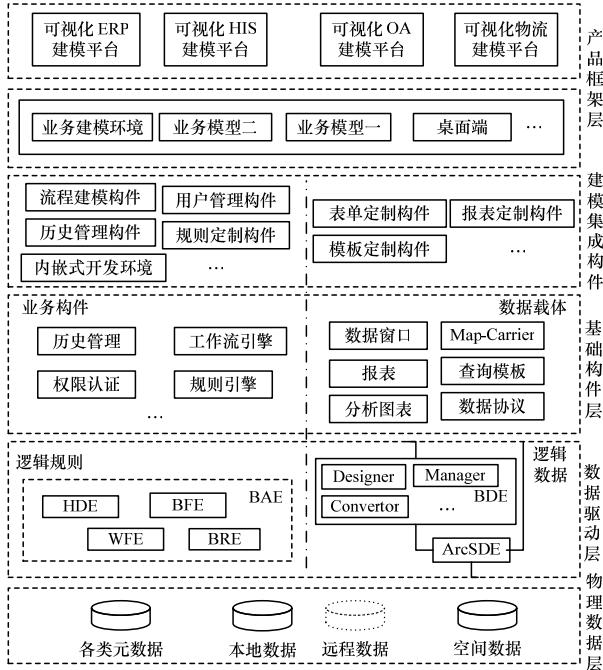 可视化 ERP
建模平台
可视化 HIS
建模平台
可视化 OA
建模平台
可视化物流
建模平台
产品框架层
业务建模环境
业务模型二
业务模型一
桌面端
…
流程建模构件
用户管理构件
历史管理构件
规则定制构件
内嵌式开发环境
…
表单定制构件
报表定制构件
模板定制构件
…
建模集成构件
业务构件
历史管理
工作流引擎
权限认证
规则引擎
…
数据载体
数据窗口
Map-Carrier
报表
查询模板
分析图表
数据协议
基础构件层
逻辑规则
BAE
HDE
BFE
WFE
BRE
逻辑
数据
Designer
Manager
BDE
Convertor
…
ArcSDE
数据驱动层
各类元数据
本地数据
远程数据
空间数据
物理数据层